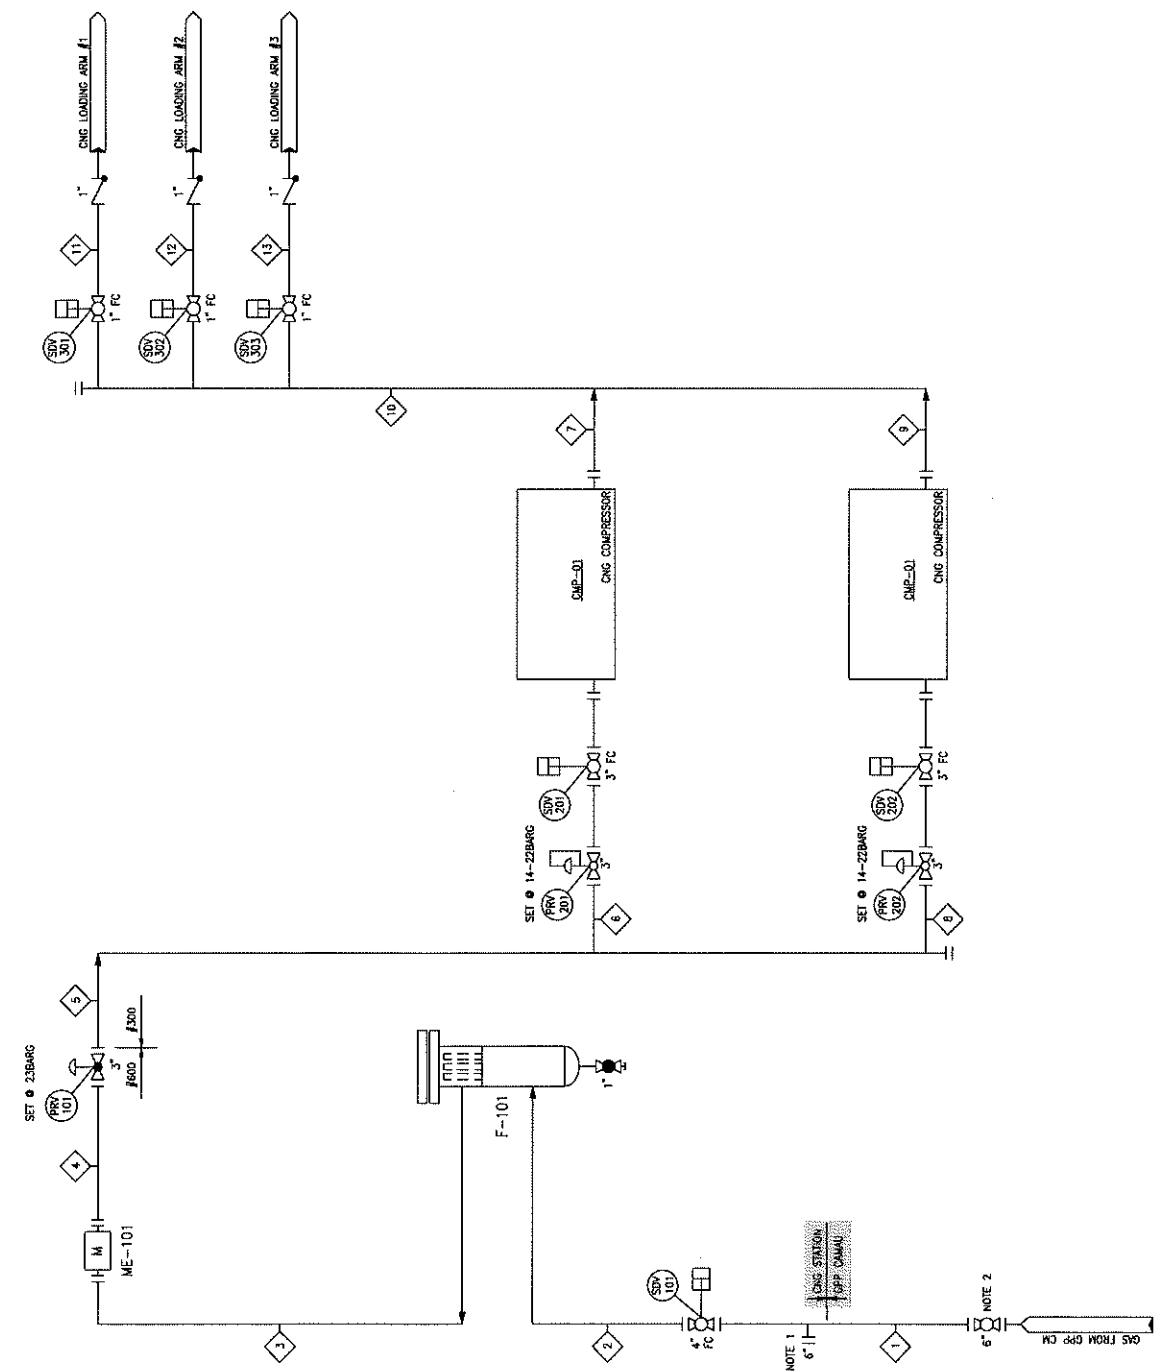 CNG LOADING ARM #1
1"
11
SDV
301
1" FC
CNG LOADING ARM #2
1"
12
SDV
302
1" FC
CNG LOADING ARM #3
1"
13
SDV
303
1" FC
10
7
CMP-01
CNG COMPRESSOR
SDV
201
3" FC
SET @ 14-22BARG
PRV
201
3"
6
9
CMP-01
CNG COMPRESSOR
SDV
202
3" FC
SET @ 14-22BARG
PRV
202
3"
8
5
#300
#600
SET @ 23BARG
PRV
101
3"
4
M
ME-101
3
F-101
1"
2
SDV
101
4"
FC
CNG STATION
GPP CAMAU
NOTE 1
6"
1
6"
NOTE 2
GAS FROM GPP CM